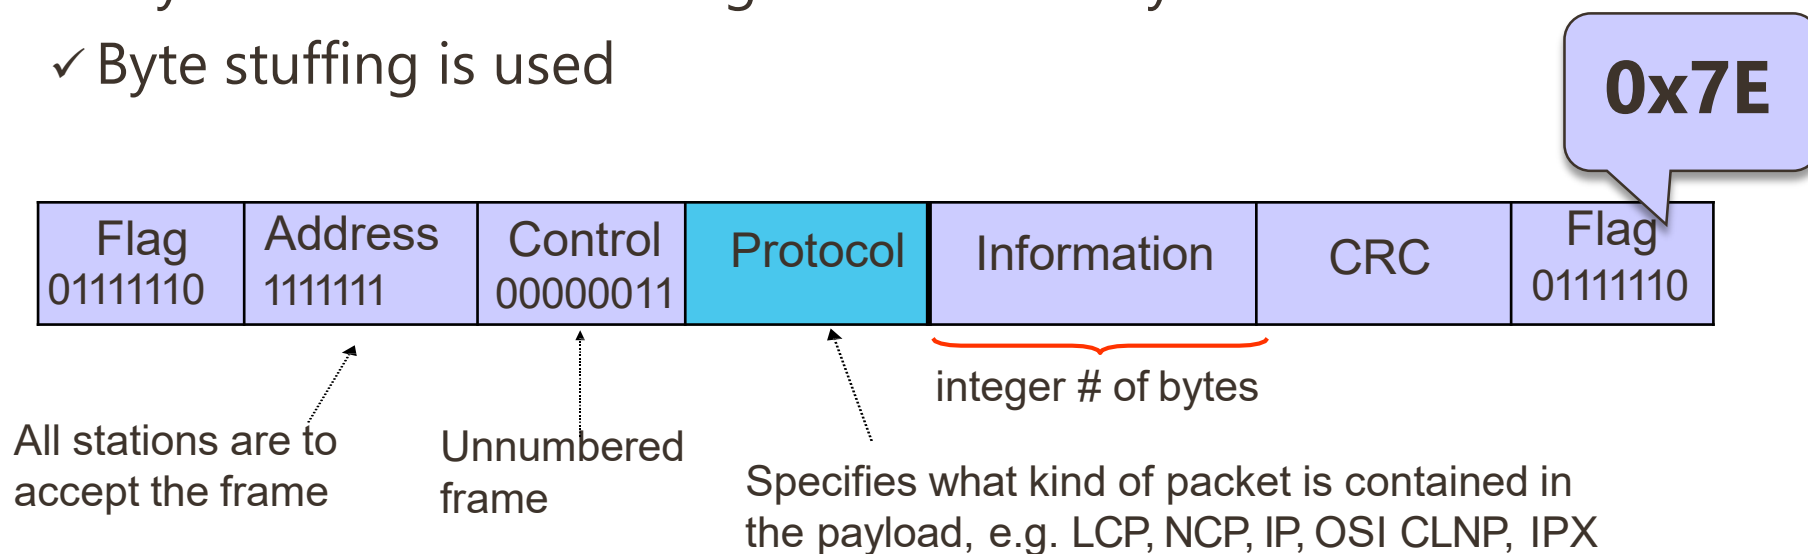 ✓ Byte stuffing is used
0x7E
Flag
01111110
Address
1111111
Control
00000011
Protocol
Information
CRC
Flag
01111110
integer # of bytes
All stations are to
accept the frame
Unnumbered
frame
Specifies what kind of packet is contained in
the payload, e.g. LCP, NCP, IP, OSI CLNP, IPX